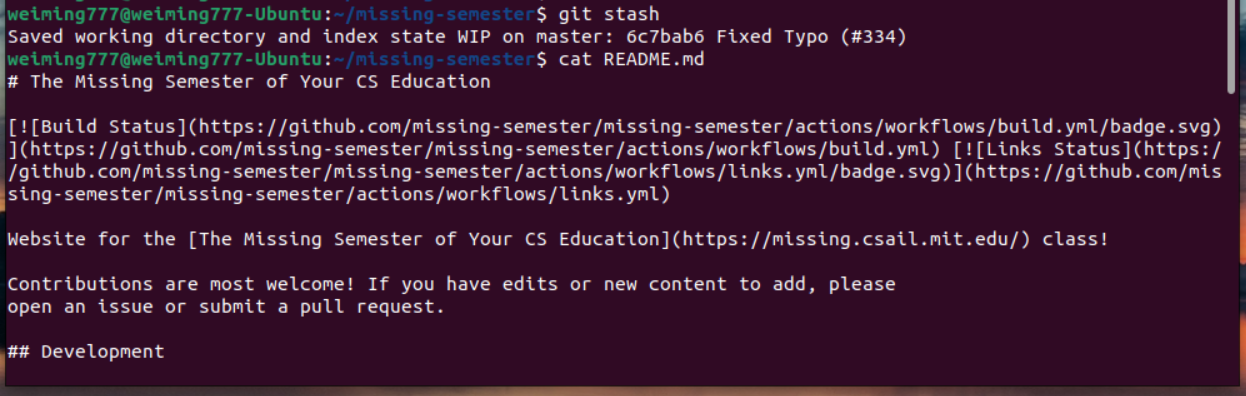 weiming777@weiming777-Ubuntu:~/missing-semester$ git stash
Saved working directory and index state WIP on master: 6c7bab6 Fixed Typo (#334)
weiming777@weiming777-Ubuntu:~/missing-semester$ cat README.md
# The Missing Semester of Your CS Education
[![Build Status](https://github.com/missing-semester/missing-semester/actions/workflows/build.yml/badge.svg)
](https://github.com/missing-semester/missing-semester/actions/workflows/build.yml) [![Links Status](https:/
/github.com/missing-semester/missing-semester/actions/workflows/links.yml/badge.svg)](https://github.com/mis
sing-semester/missing-semester/actions/workflows/links.yml)
Website for the [The Missing Semester of Your CS Education](https://missing.csail.mit.edu/) class!
Contributions are most welcome! If you have edits or new content to add, please
open an issue or submit a pull request.
## Development